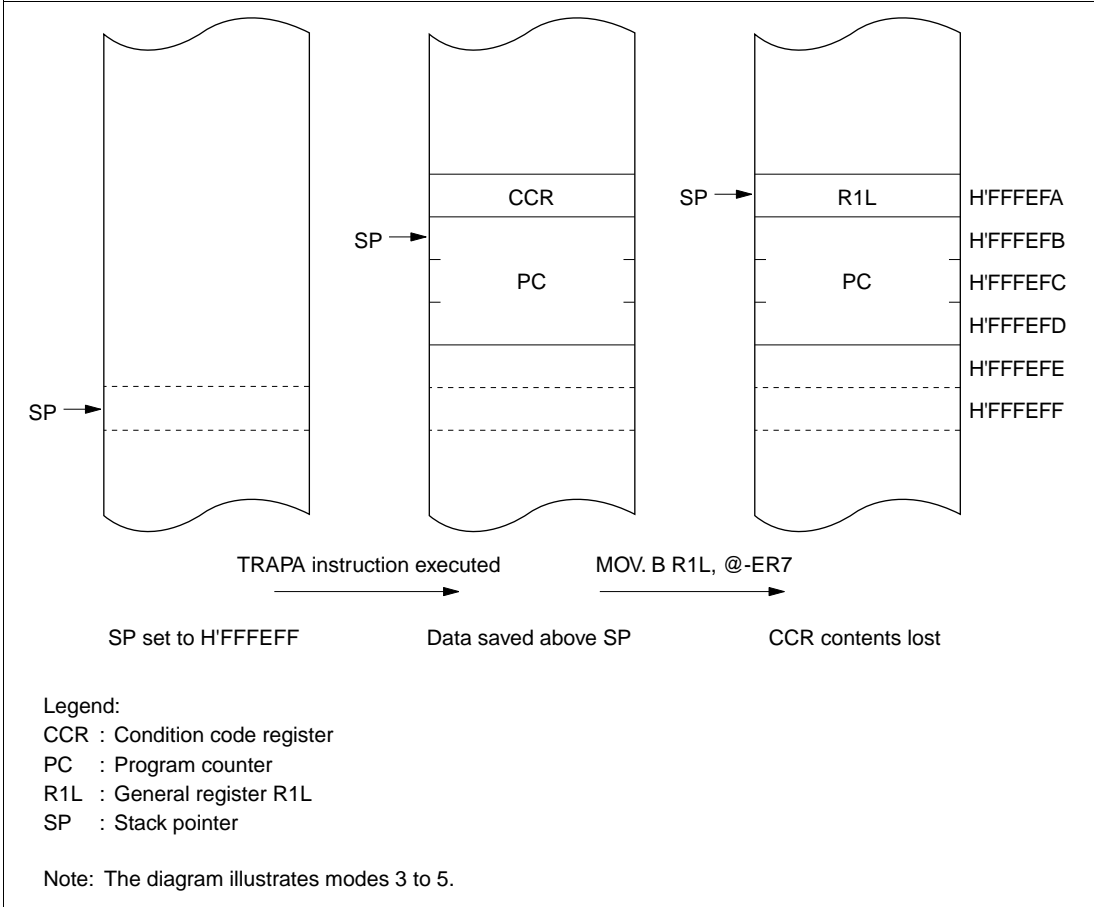 CCR
SP
R1L
H'FFFEFA
SP
H'FFFEFB
PC
PC
H'FFFEFC
H'FFFEFD
H'FFFEFE
SP
H'FFFEFF
TRAPA instruction executed
MOV. B R1L, @-ER7
SP set to H'FFFEFF
Data saved above SP
CCR contents lost
Legend:
CCR : Condition code register
PC : Program counter
R1L : General register R1L
SP : Stack pointer
Note: The diagram illustrates modes 3 to 5.